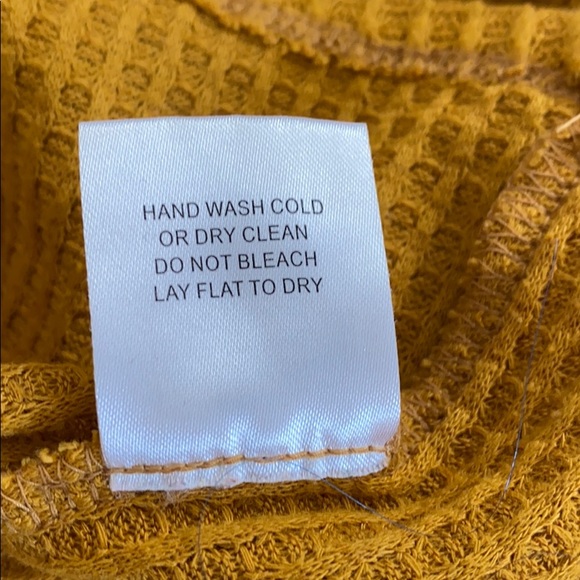 HAND WASH COLD
OR DRY CLEAN
DO NOT BLEACH
LAY FLAT TO DRY